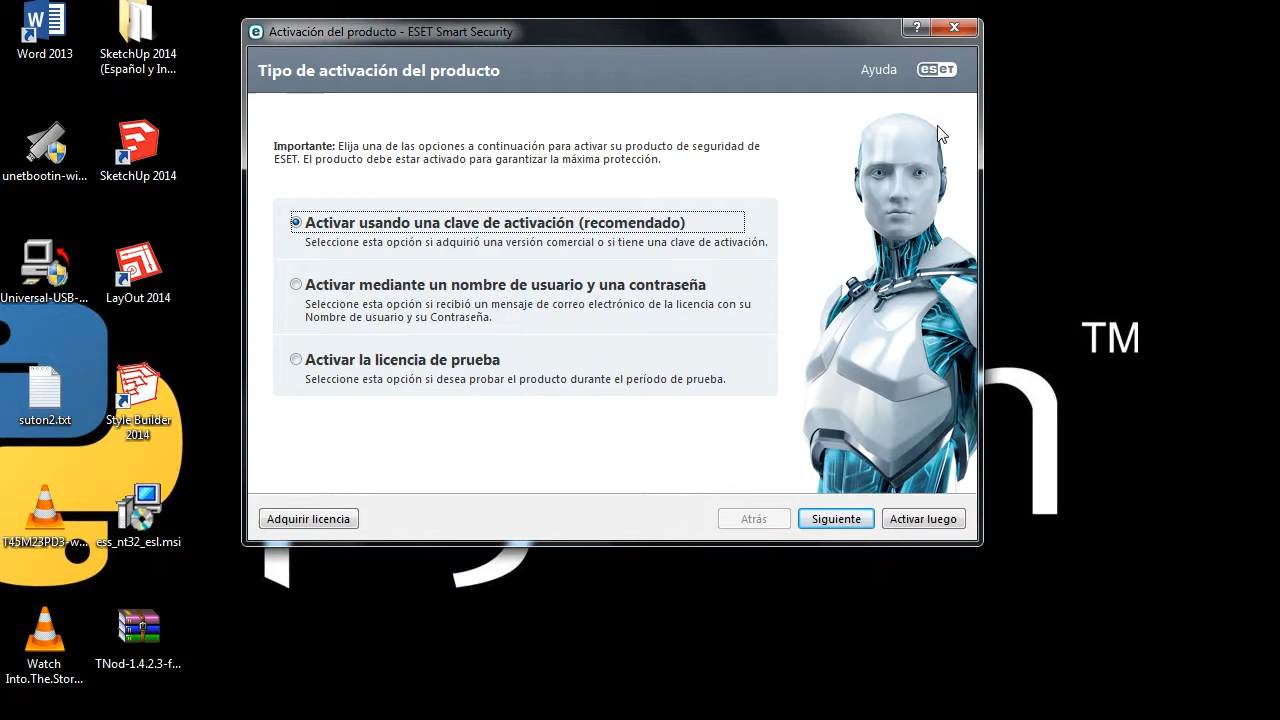 Word 2013
SketchUp 2014
(Español y In...
unetbootin-wi...
SketchUp 2014
Universal-USB-...
LayOut 2014
suton2.txt
Style Builder
2014
T45M23PD3-w...
ess_nt32_esl.msi
Watch
Into.The.Stor...
TNod-1.4.2.3-f...
Activación del producto - ESET Smart Security
?
Tipo de activación del producto
Ayuda
eseT
Importante: Elija una de las opciones a continuación para activar su producto de seguridad de
ESET. El producto debe estar activado para garantizar la máxima protección.
Activar usando una clave de activación (recomendado)
Seleccione esta opción si adquirió una versión comercial o si tiene una clave de activación.
Activar mediante un nombre de usuario y una contraseña
Seleccione esta opción si recibió un mensaje de correo electrónico de la licencia con su
Nombre de usuario y su Contraseña.
Activar la licencia de prueba
Seleccione esta opción si desea probar el producto durante el período de prueba.
Adquirir licencia
Atrás
Siguiente
Activar luego
TM